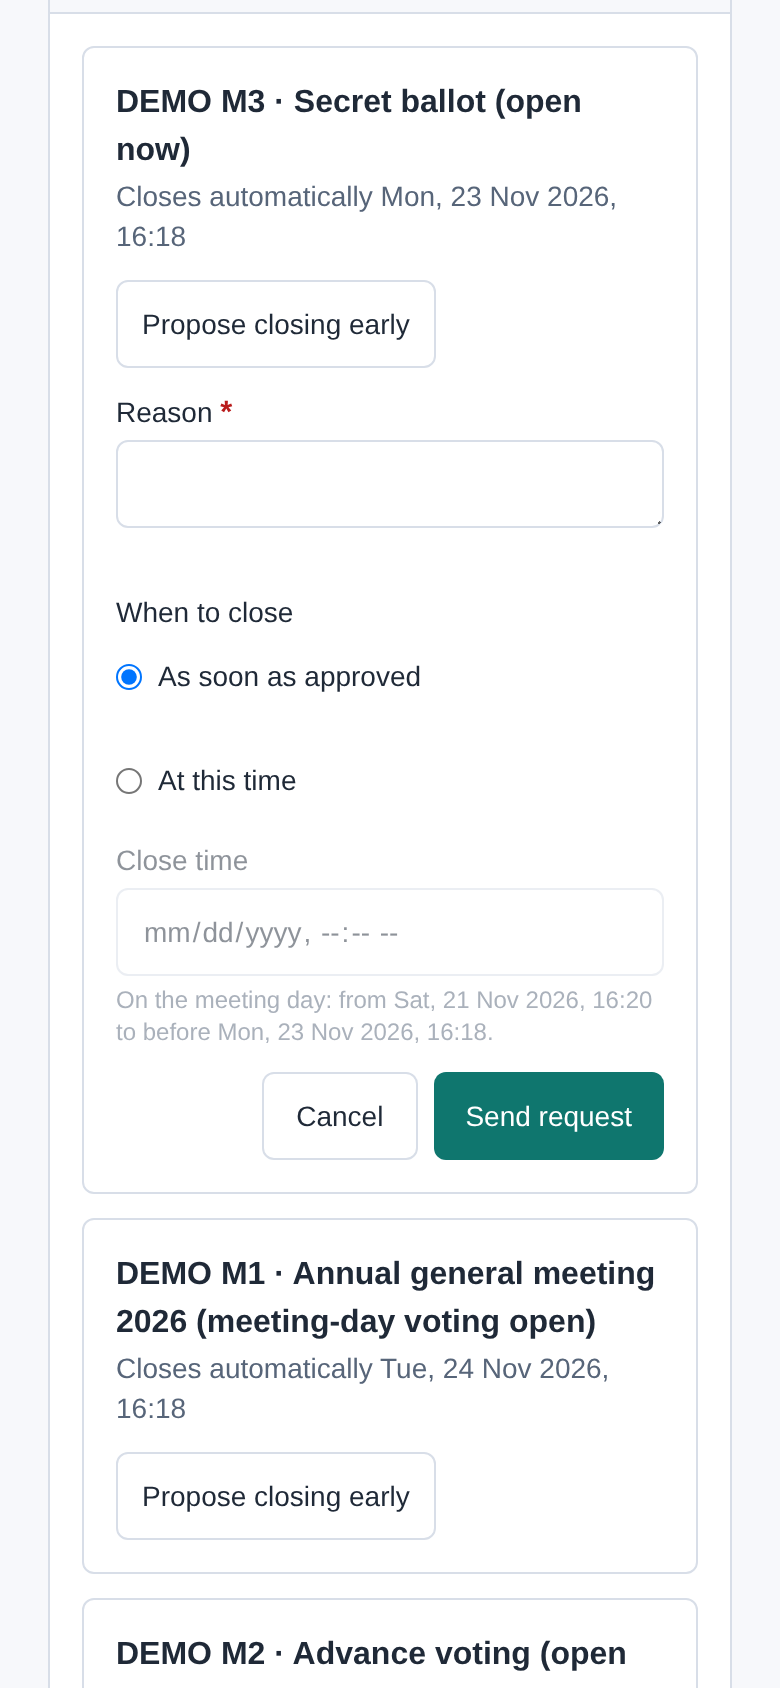 DEMO M3 · Secret ballot (open
now)
Closes automatically Mon, 23 Nov 2026,
16:18
Propose closing early
Reason *
When to close
As soon as approved
At this time
Close time
mm/dd/yyyy, --:-- --
On the meeting day: from Sat, 21 Nov 2026, 16:20
to before Mon, 23 Nov 2026, 16:18.
Cancel
Send request
DEMO M1 · Annual general meeting
2026 (meeting-day voting open)
Closes automatically Tue, 24 Nov 2026,
16:18
Propose closing early
DEMO M2 · Advance voting (open